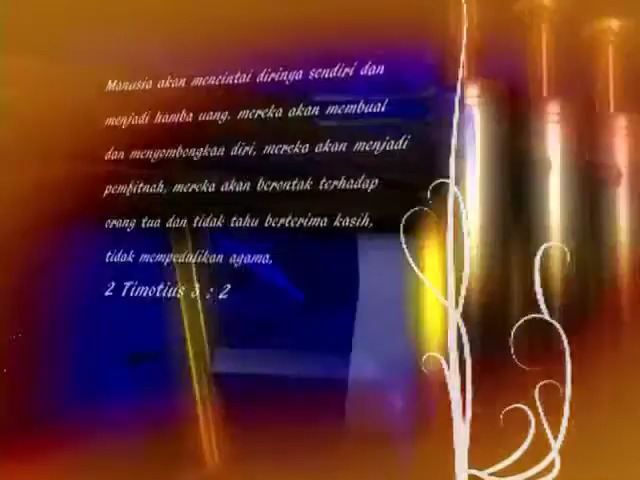 Manusia akan mencintai dirinya sendiri dan
menjadi hamba uang, mereka akan membual
dan menyombongkan diri, mereka akan menjadi
pemfitnah, mereka akan berontak terhadap
orang tua dan tidak tahu berterima kasih,
tidak mempedulikan agama,
2 Timotius 3 : 2